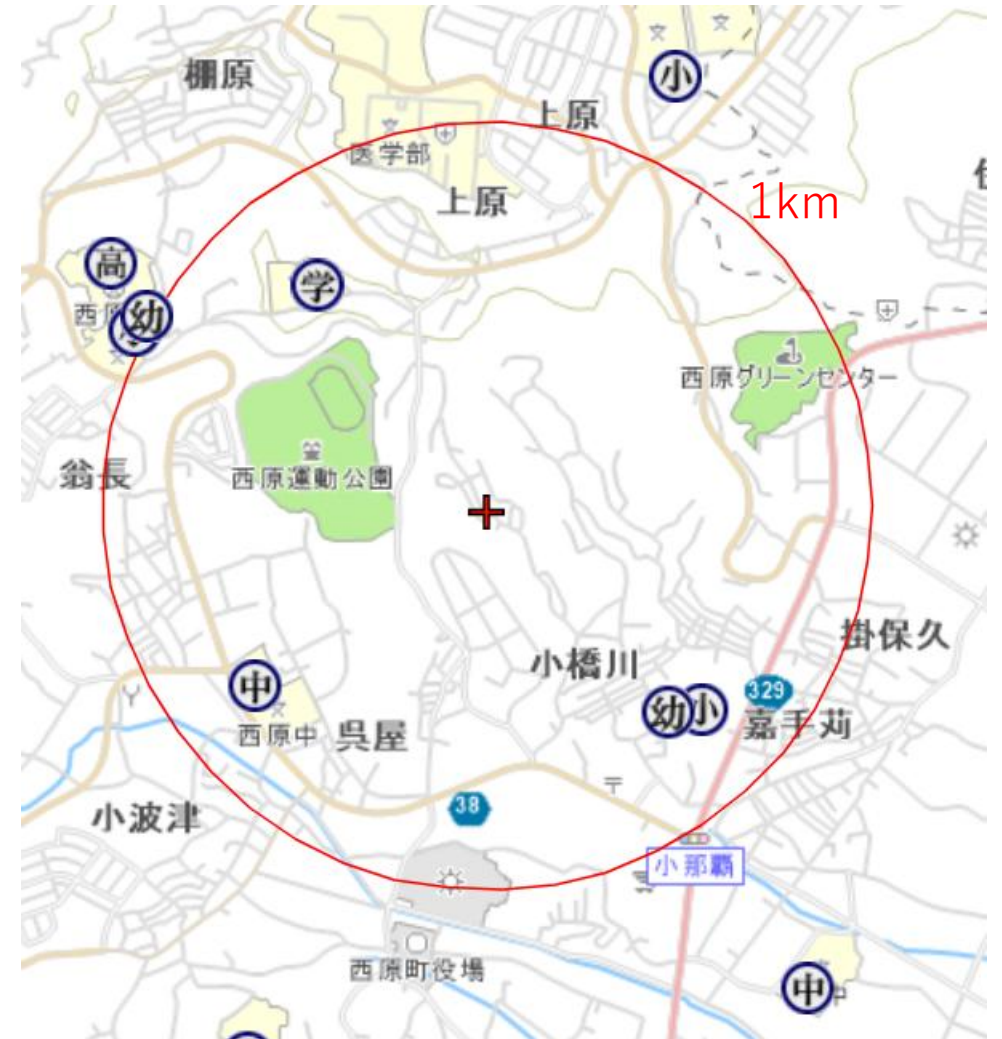 棚原
小
上原
医学部
上原
1km
高
幼
学
西原グリーンセンター
翁長
西原運動公園
小橋川
掛保久
中
幼
小
329
嘉手苅
西原中
呉屋
38
小波津
小那覇
西原町役場
中